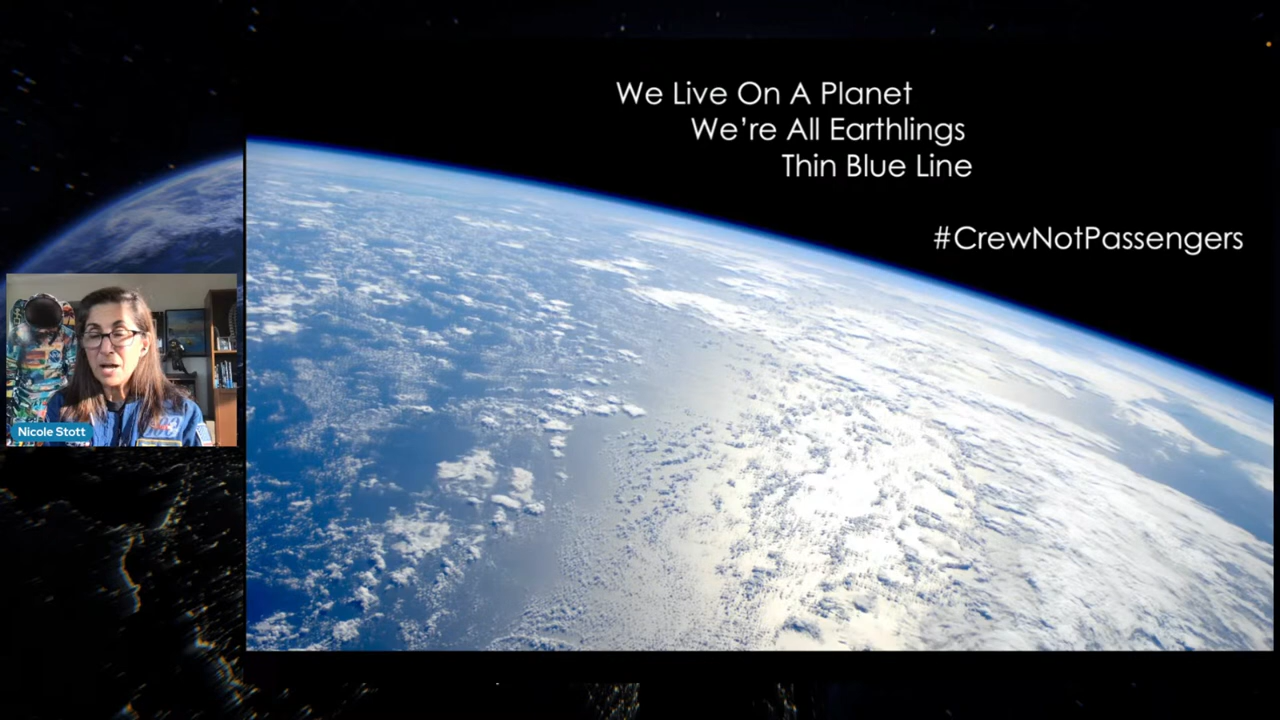 We Live On A Planet
We're All Earthlings
Thin Blue Line
#CrewNotPassengers
Nicole Stott